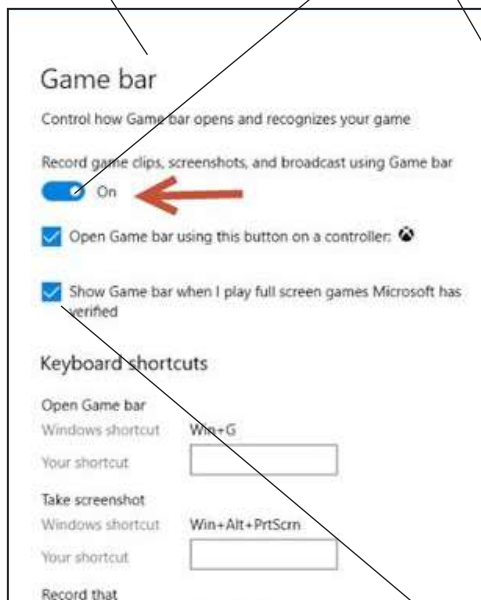 Game bar
Control how Game bar opens and recognizes your game
Record game clips, screenshots, and broadcast using Game bar
On
Open Game bar using this button on a controller:
Show Game bar when I play full screen games Microsoft has
verified
Keyboard shortcuts
Open Game bar
Windows shortcut Win+G
Your shortcut
Take screenshot
Windows shortcut Win+Alt+PrtScrn
Your shortcut
Record that